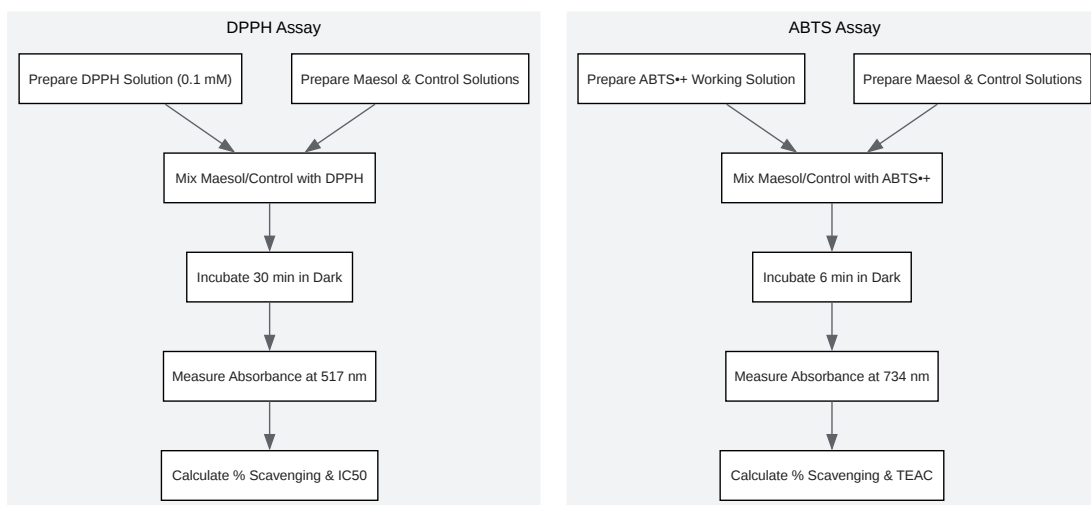 DPPH Assay
Prepare DPPH Solution (0.1 mM)
Prepare Maesol & Control Solutions
Mix Maesol/Control with DPPH
Incubate 30 min in Dark
Measure Absorbance at 517 nm
Calculate % Scavenging & IC50
ABTS Assay
Prepare ABTS•+ Working Solution
Prepare Maesol & Control Solutions
Mix Maesol/Control with ABTS•+
Incubate 6 min in Dark
Measure Absorbance at 734 nm
Calculate % Scavenging & TEAC